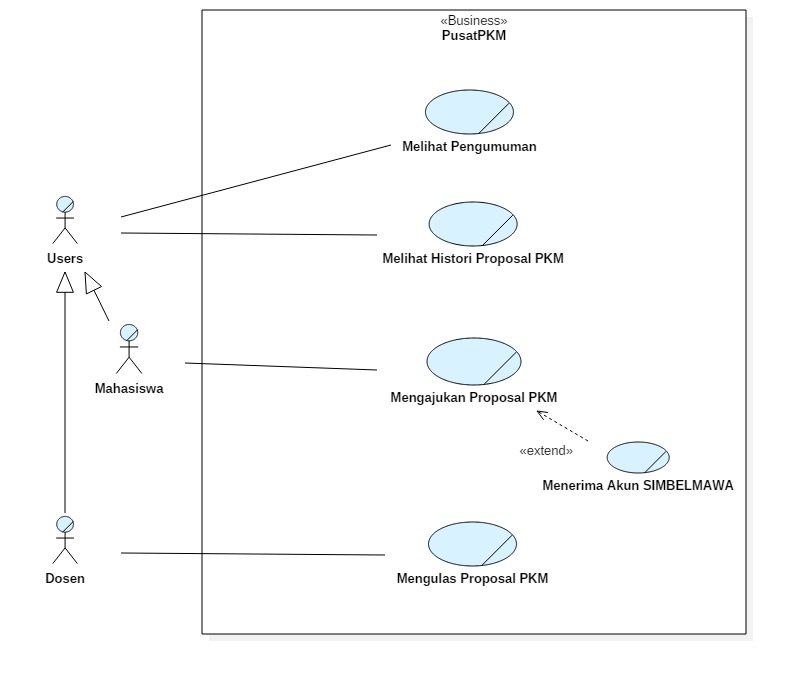 «Business»
PusatPKM
Melihat Pengumuman
Users
Melihat Histori Proposal PKM
Mahasiswa
Mengajukan Proposal PKM
«extend»
Menerima Akun SIMBELMAWA
Dosen
Mengulas Proposal PKM